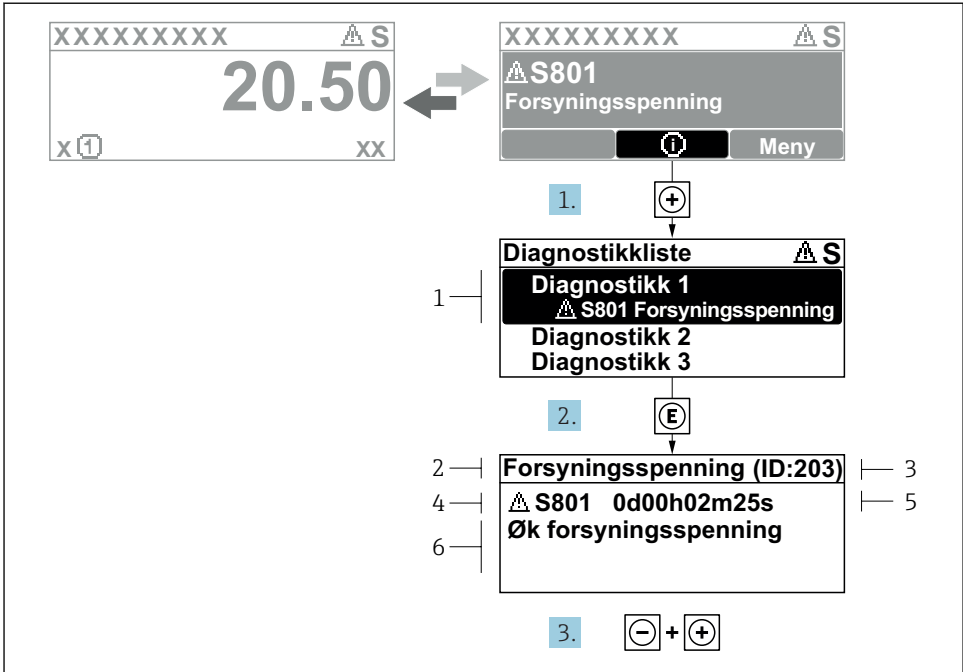 XXXXXXXXX ⚠ S
20.50
x ① xx
XXXXXXXXX ⚠ S
⚠ S801
Forsyningsspenning
ⓘ Meny
1. +
Diagnostikkliste ⚠ S
1
Diagnostikk 1
⚠ S801 Forsyningsspenning
Diagnostikk 2
Diagnostikk 3
2. E
2 Forsyningsspenning (ID:203) 3
4 ⚠ S801 0d00h02m25s 5
Øk forsyningsspenning
6
3. − + +